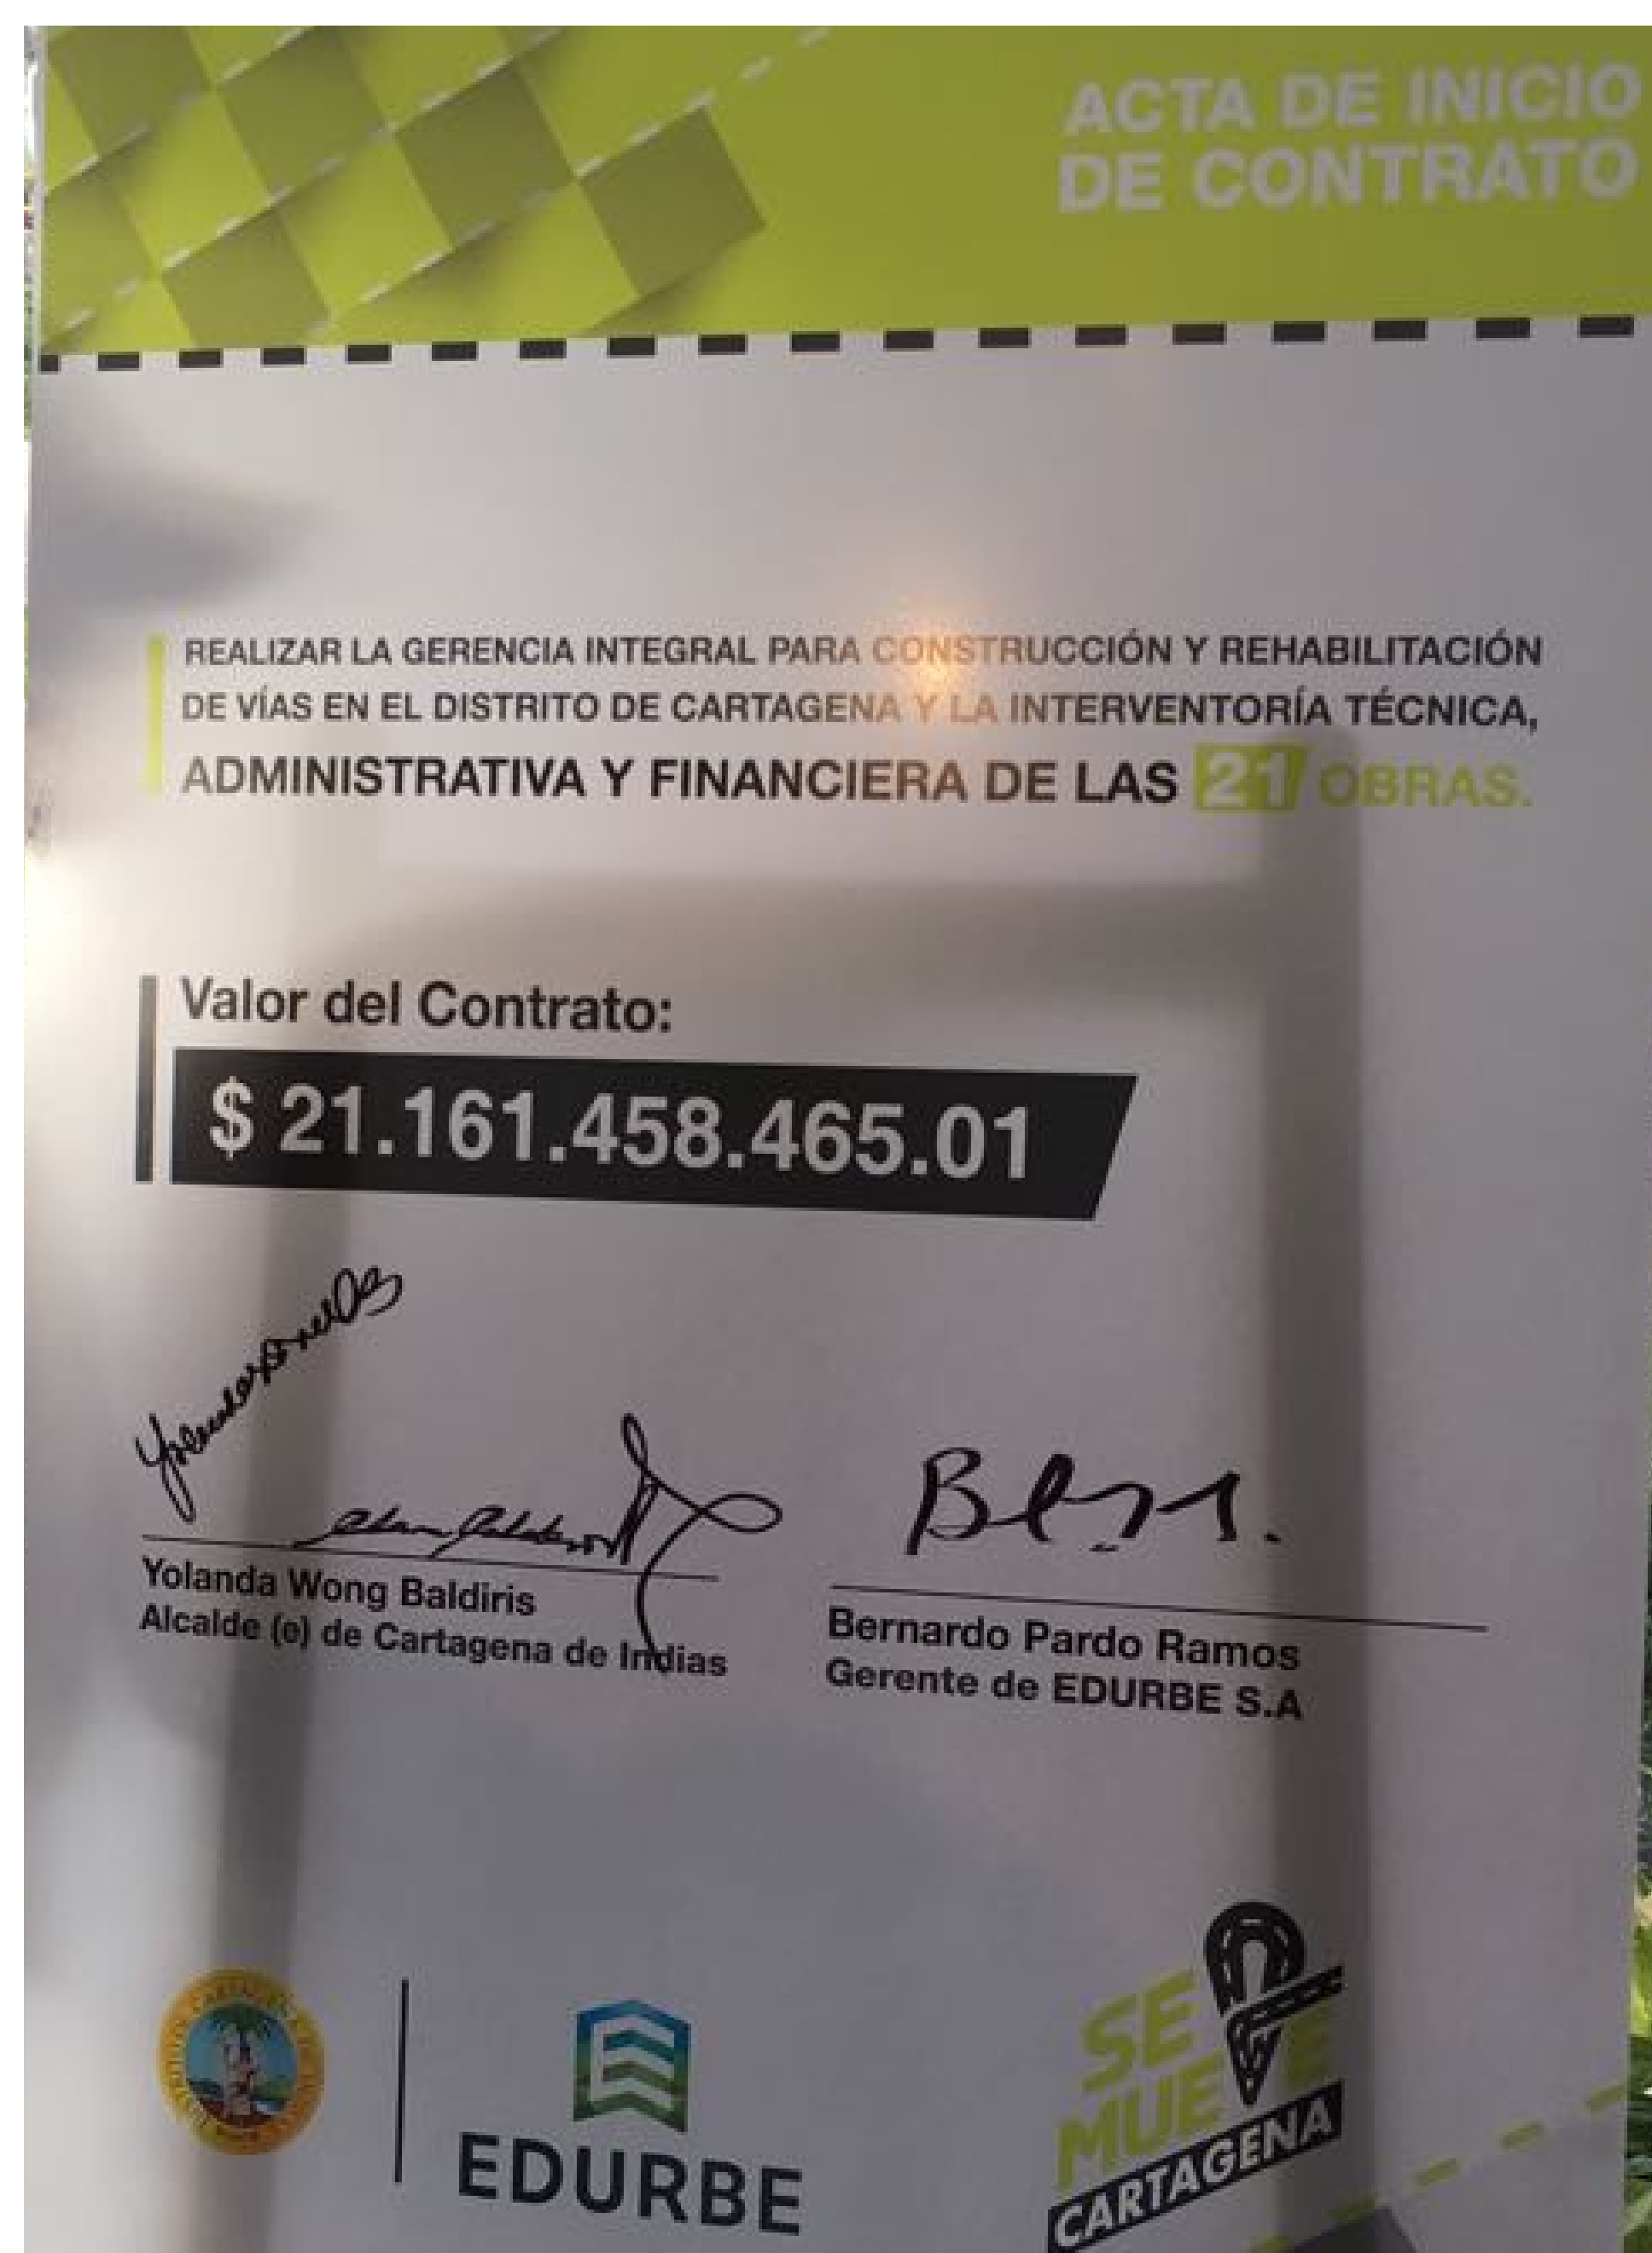 ACTA DE INICIO
DE CONTRATO
REALIZAR LA GERENCIA INTEGRAL PARA CONSTRUCCIÓN Y REHABILITACIÓN
DE VÍAS EN EL DISTRITO DE CARTAGENA Y LA INTERVENTORÍA TÉCNICA,
ADMINISTRATIVA Y FINANCIERA DE LAS 21 OBRAS.
Valor del Contrato:
$ 21.161.458.465.01
Yolanda Wong Baldiris
Alcalde (e) de Cartagena de Indias
Bernardo Pardo Ramos
Gerente de EDURBE S.A
EDURBE
SE
MUEVE
CARTAGENA